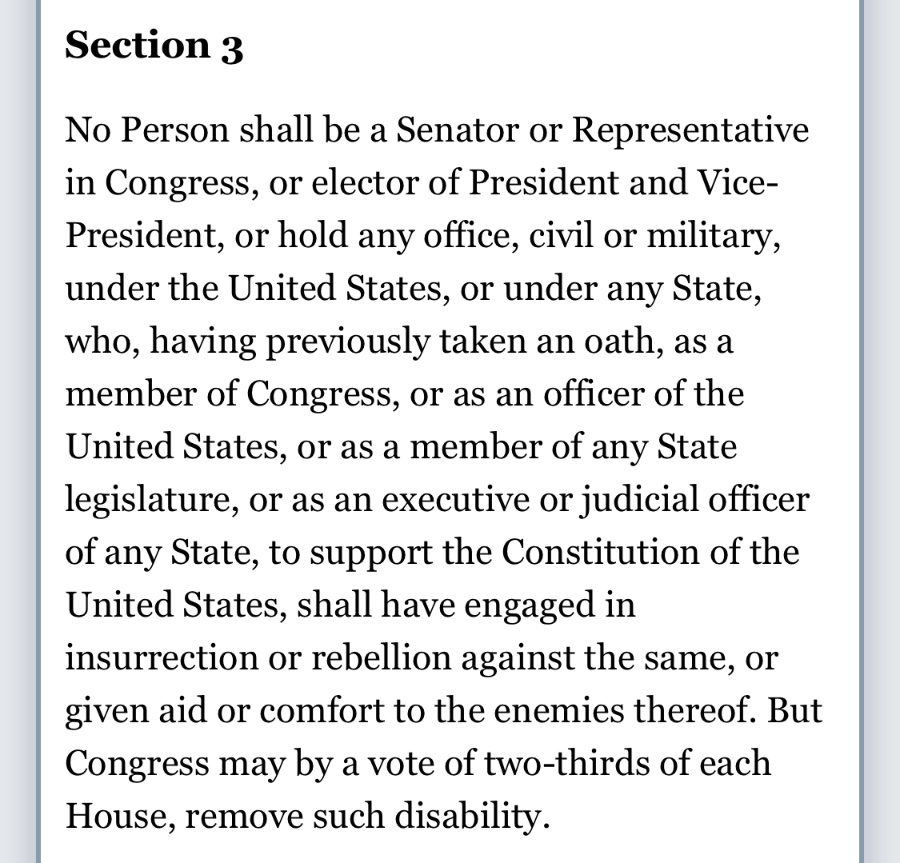 Section 3
No Person shall be a Senator or Representative
in Congress, or elector of President and Vice-
President, or hold any office, civil or military,
under the United States, or under any State,
who, having previously taken an oath, as a
member of Congress, or as an officer of the
United States, or as a member of any State
legislature, or as an executive or judicial officer
of any State, to support the Constitution of the
United States, shall have engaged in
insurrection or rebellion against the same, or
given aid or comfort to the enemies thereof. But
Congress may by a vote of two-thirds of each
House, remove such disability.